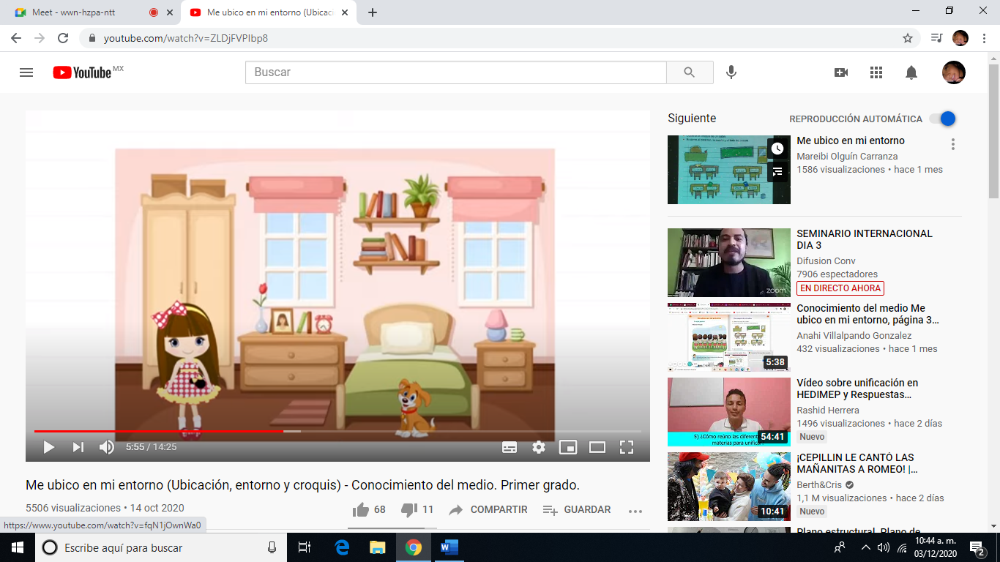 Meet - wwn-hzpa-ntt
Me ubico en mi entorno (Ubicaci
youtube.com/watch?v=ZLDjFVPIbp8
YouTube MX
Buscar
5:55 / 14:25
Me ubico en mi entorno (Ubicación, entorno y croquis) - Conocimiento del medio. Primer grado.
5506 visualizaciones • 14 oct 2020
68
11
COMPARTIR
GUARDAR
https://www.youtube.com/watch?v=fqN1jOwnWa0
Siguiente
REPRODUCCIÓN AUTOMÁTICA
Me ubico en mi entorno
Mareibi Olguín Carranza
1586 visualizaciones • hace 1 mes
zoom
SEMINARIO INTERNACIONAL
DIA 3
Difusion Conv
7906 espectadores
EN DIRECTO AHORA
5:38
Conocimiento del medio Me
ubico en mi entorno, página 3...
Anahi Villalpando Gonzalez
432 visualizaciones • hace 1 mes
54:41
Vídeo sobre unificación en
HEDIMEP y Respuestas...
Rashid Herrera
1496 visualizaciones • hace 2 días
Nuevo
10:41
¡CEPILLIN LE CANTÓ LAS
MAÑANITAS A ROMEO! |...
Berth&Cris
1,1 M visualizaciones • hace 2 días
Nuevo
Plano estructural, Plano de
Escribe aquí para buscar
10:44 a. m.
03/12/2020
2